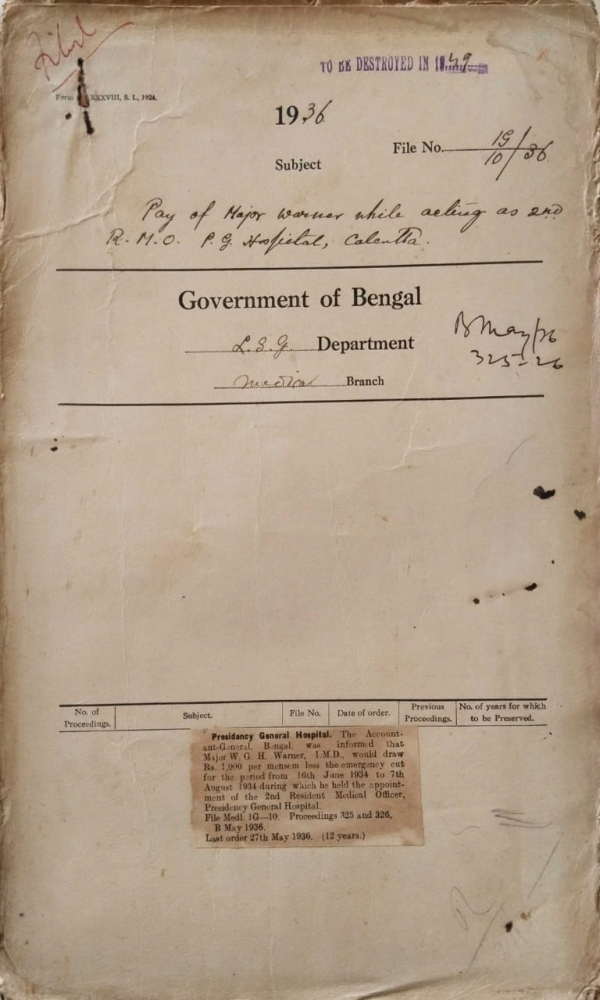 Filed
TO BE DESTROYED IN 1949
XXXVIII, S. I., 1924.
1936
File No. 1G/10/36
Subject
Pay of Major Warner while acting as 2nd
R. M. O. P. G. Hospital, Calcutta.
Government of Bengal
L. S. G. Department
B May/36
325-26
Medical Branch
No. of Proceedings. Subject. File No. Date of order. Previous Proceedings. No. of years for which to be Preserved.
Presidency General Hospital. The Account-
ant-General, Bengal, was informed that
Major W. G. H. Warner, I.M.D., would draw
Rs. 1,000 per mensem less the emergency cut
for the period from 16th June 1934 to 7th
August 1934 during which he held the appoint-
ment of the 2nd Resident Medical Officer,
Presidency General Hospital.
File Medl. 1G—10. Proceedings 325 and 326,
B May 1936.
Last order 27th May 1936. (12 years.)